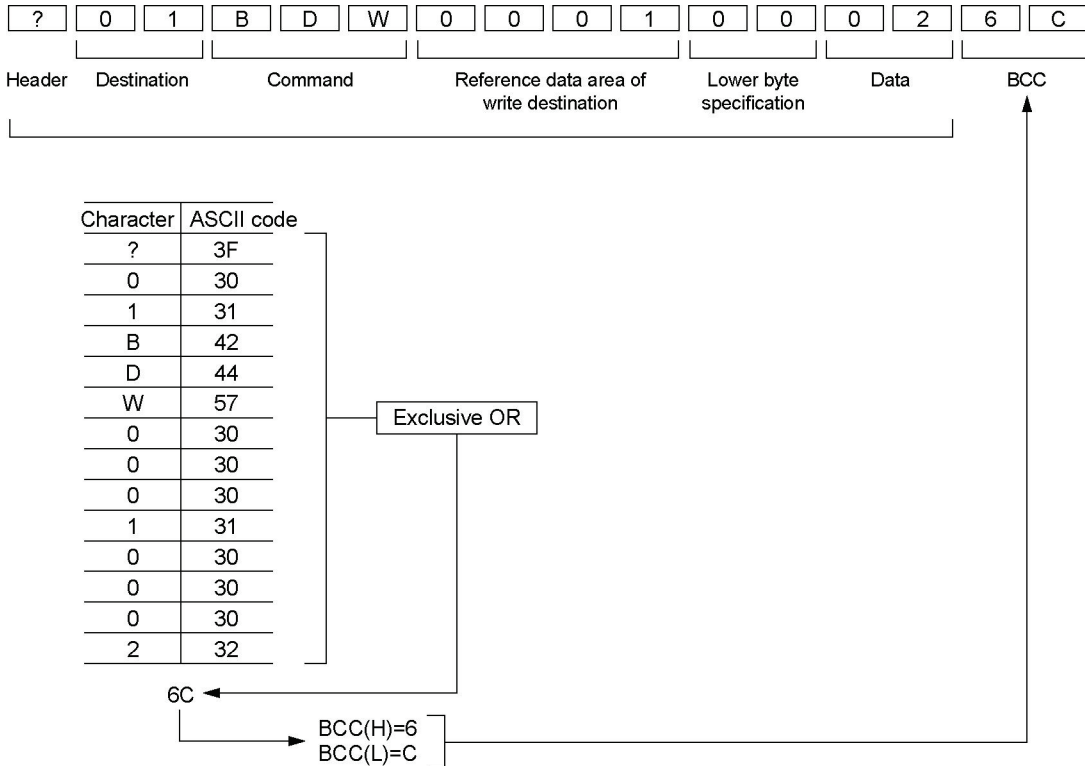 ? 0 1 B D W 0 0 0 1 0 0 0 2 6 C
Header Destination Command Reference data area of write destination Lower byte specification Data BCC
Character ASCII code
? 3F
0 30
1 31
B 42
D 44
W 57
0 30
0 30
0 30
1 31
0 30
0 30
0 30
2 32
Exclusive OR
6C
BCC(H)=6
BCC(L)=C